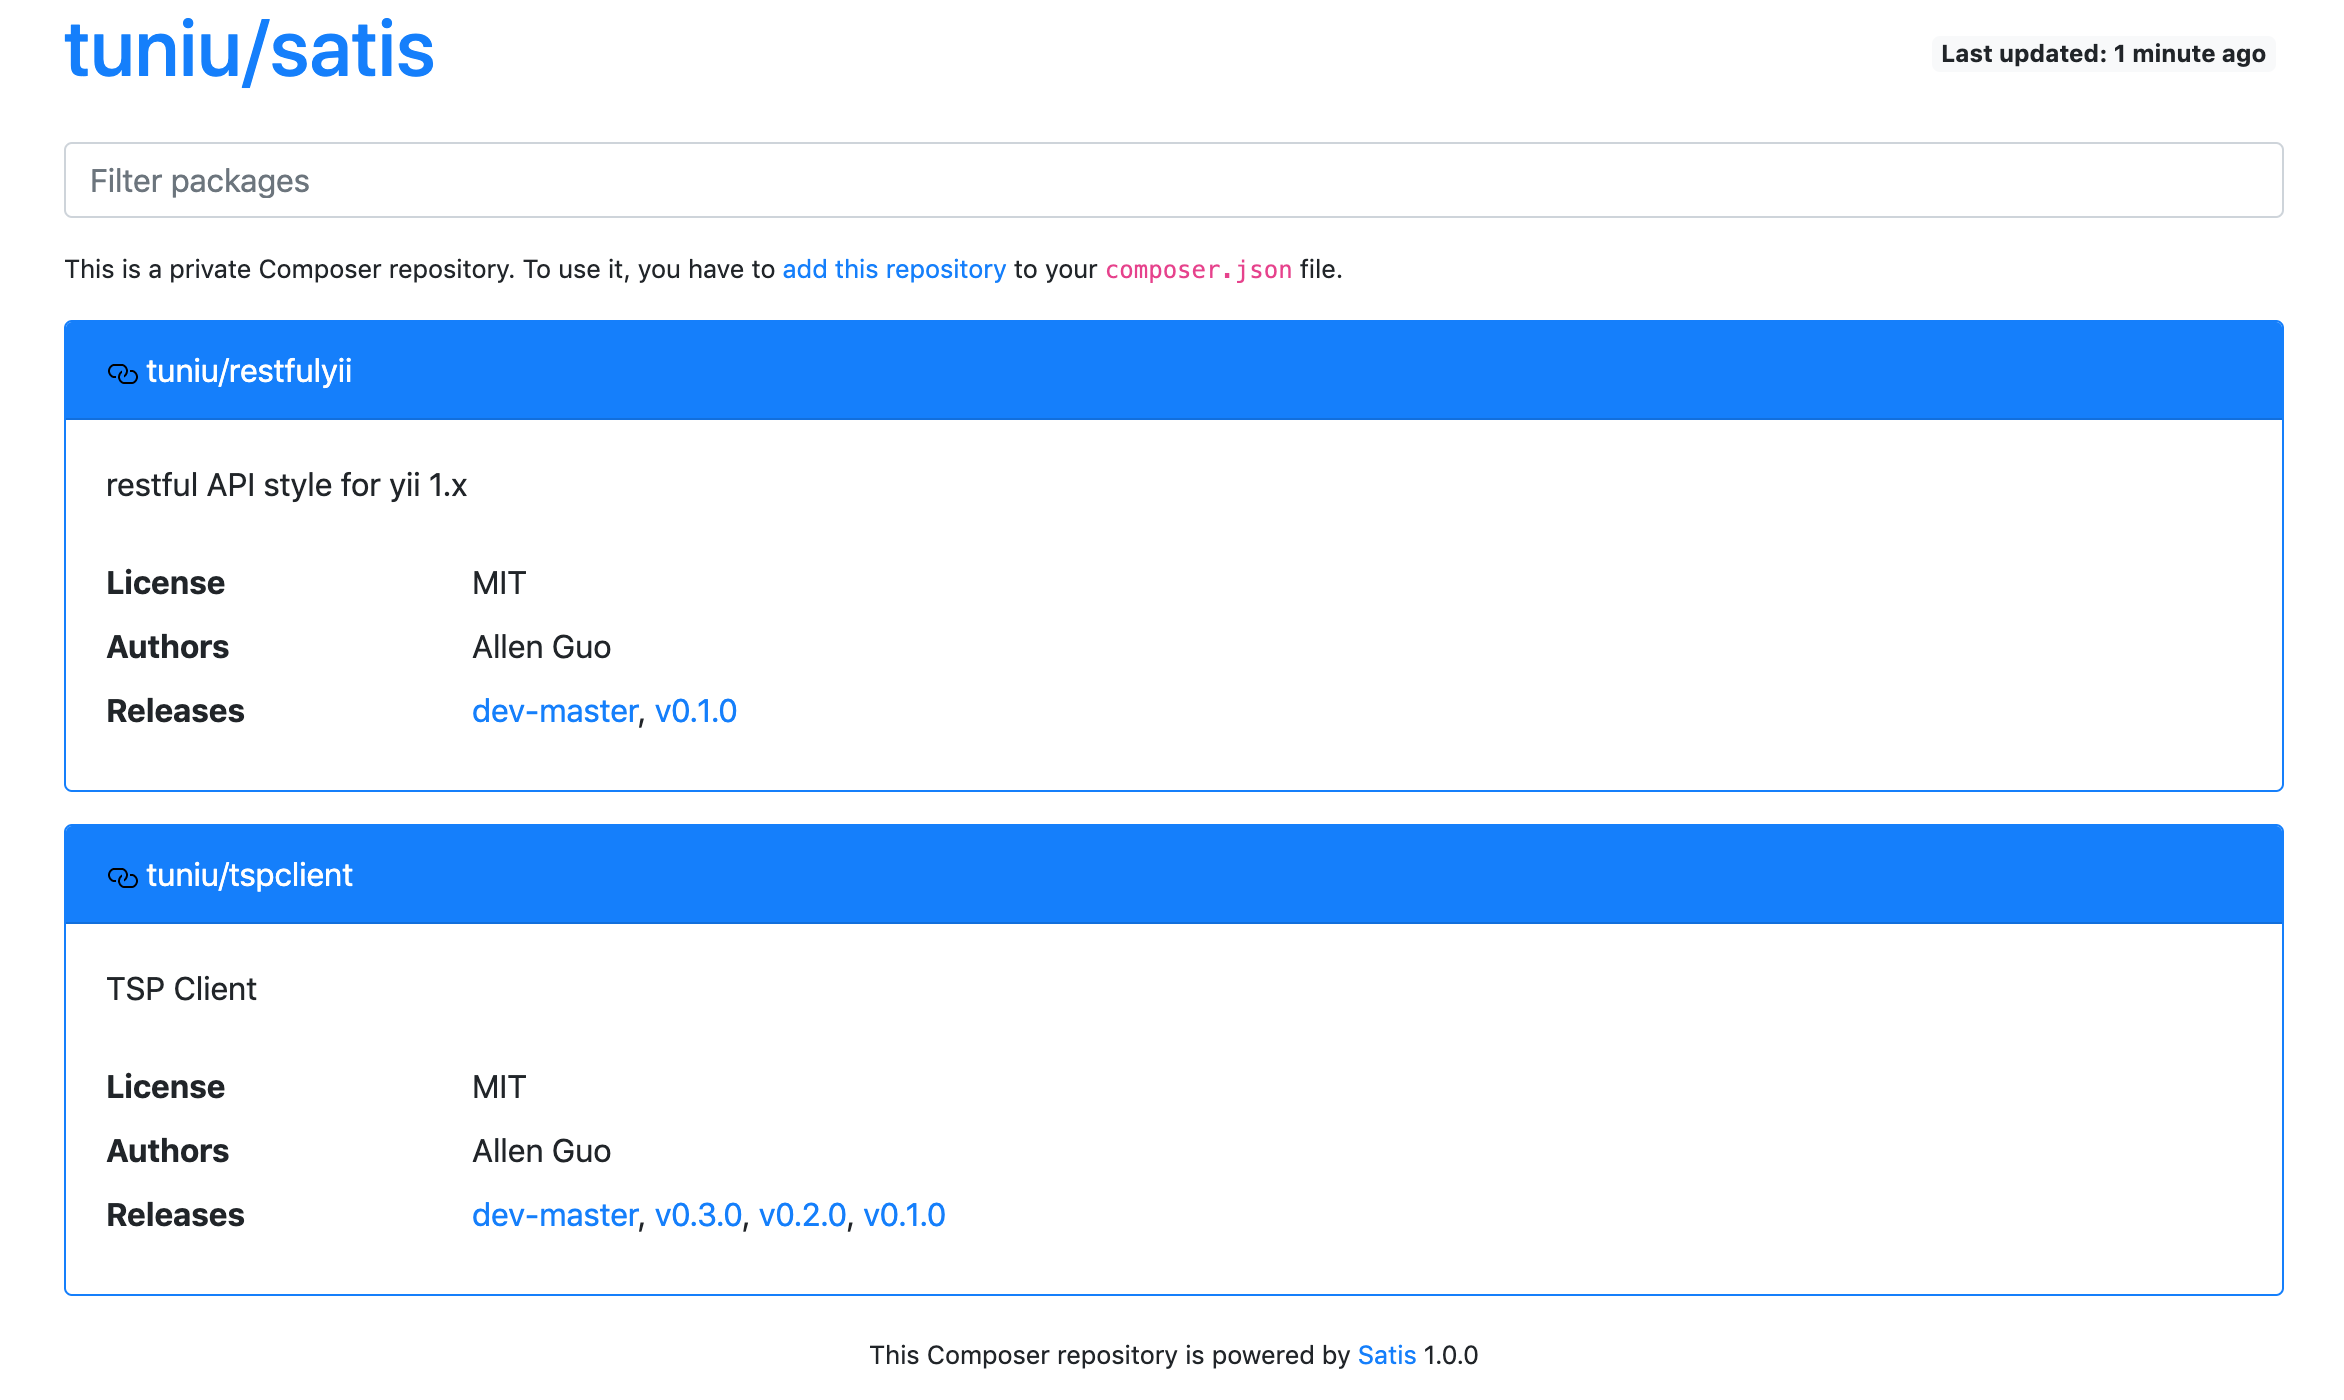 tuniu/satis
Last updated: 1 minute ago
Filter packages
This is a private Composer repository. To use it, you have to add this repository to your composer.json file.
tuniu/restfulyii
restful API style for yii 1.x
License MIT
Authors Allen Guo
Releases dev-master, v0.1.0
tuniu/tspclient
TSP Client
License MIT
Authors Allen Guo
Releases dev-master, v0.3.0, v0.2.0, v0.1.0
This Composer repository is powered by Satis 1.0.0